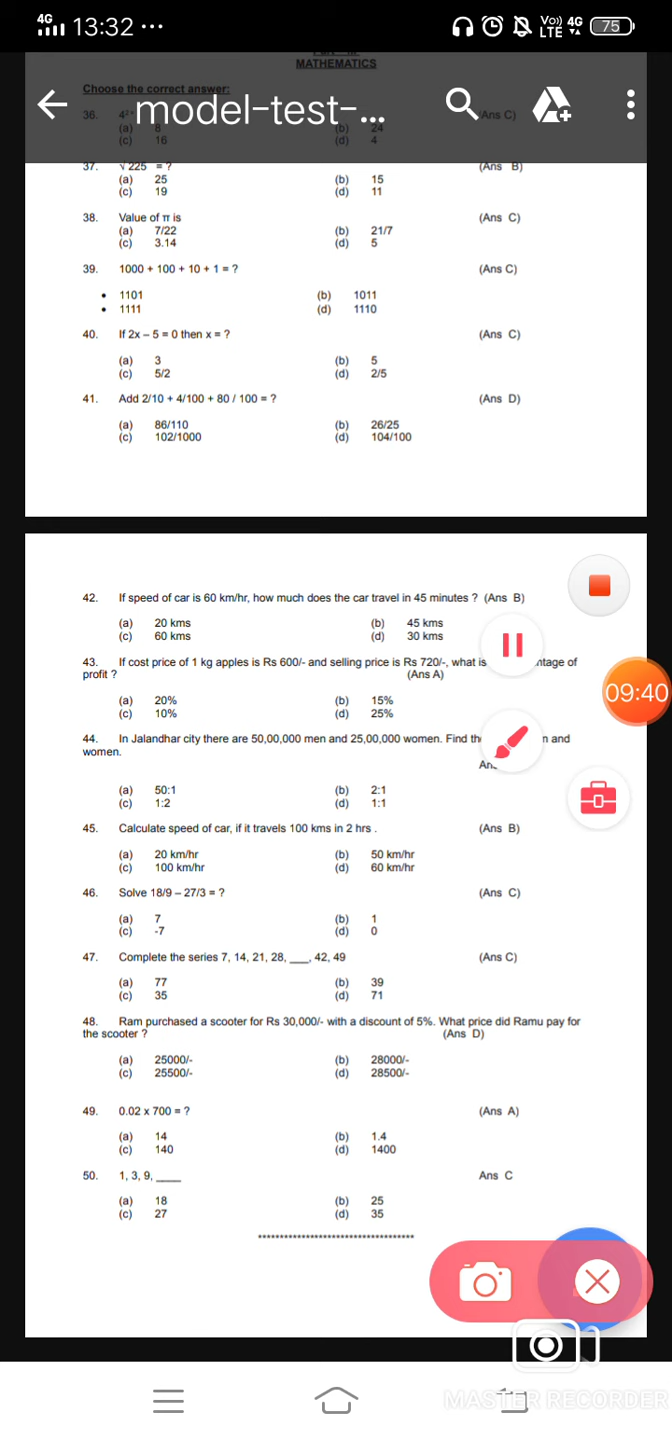 4G 13:32 ••• Vo)) LTE 4G 75
MATHEMATICS
Choose the correct answer:
model-test-...
36. (Ans C)
(a) 8 (b) 24
(c) 16 (d) 4
37. √ 225 = ? (Ans B)
(a) 25 (b) 15
(c) 19 (d) 11
38. Value of π is (Ans C)
(a) 7/22 (b) 21/7
(c) 3.14 (d) 5
39. 1000 + 100 + 10 + 1 = ? (Ans C)
• 1101 (b) 1011
• 1111 (d) 1110
40. If 2x – 5 = 0 then x = ? (Ans C)
(a) 3 (b) 5
(c) 5/2 (d) 2/5
41. Add 2/10 + 4/100 + 80 / 100 = ? (Ans D)
(a) 86/110 (b) 26/25
(c) 102/1000 (d) 104/100
42. If speed of car is 60 km/hr, how much does the car travel in 45 minutes ? (Ans B)
(a) 20 kms (b) 45 kms
(c) 60 kms (d) 30 kms
43. If cost price of 1 kg apples is Rs 600/- and selling price is Rs 720/-, what is ntage of
profit ? (Ans A)
09:40
(a) 20% (b) 15%
(c) 10% (d) 25%
44. In Jalandhar city there are 50,00,000 men and 25,00,000 women. Find th n and
women.
An
(a) 50:1 (b) 2:1
(c) 1:2 (d) 1:1
45. Calculate speed of car, if it travels 100 kms in 2 hrs . (Ans B)
(a) 20 km/hr (b) 50 km/hr
(c) 100 km/hr (d) 60 km/hr
46. Solve 18/9 – 27/3 = ? (Ans C)
(a) 7 (b) 1
(c) -7 (d) 0
47. Complete the series 7, 14, 21, 28, ___, 42, 49 (Ans C)
(a) 77 (b) 39
(c) 35 (d) 71
48. Ram purchased a scooter for Rs 30,000/- with a discount of 5%. What price did Ramu pay for
the scooter ? (Ans D)
(a) 25000/- (b) 28000/-
(c) 25500/- (d) 28500/-
49. 0.02 x 700 = ? (Ans A)
(a) 14 (b) 1.4
(c) 140 (d) 1400
50. 1, 3, 9, ____ Ans C
(a) 18 (b) 25
(c) 27 (d) 35
************************************
MASTER RECORDER